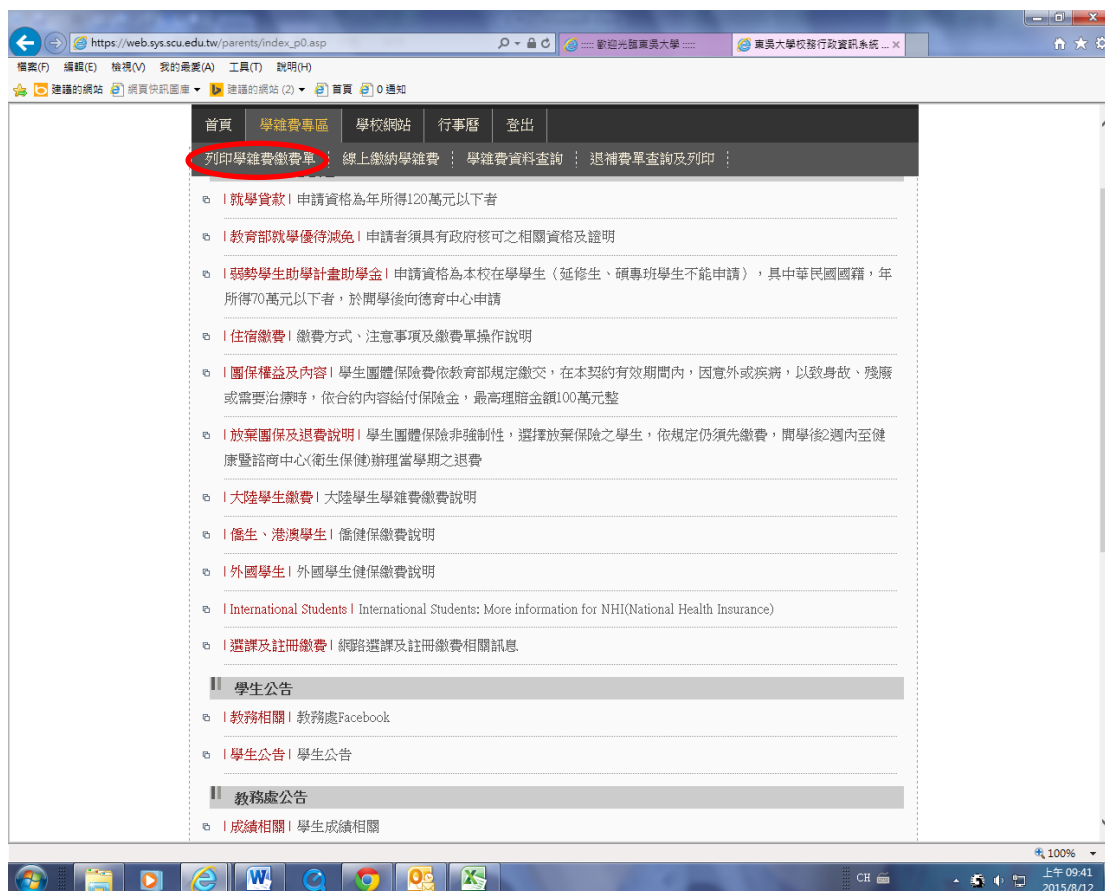 https://web.sys.scu.edu.tw/parents/index_p0.asp
::::: 歡迎光臨東吳大學 :::::
東吳大學校務行政資訊系統 ...
檔案(F) 編輯(E) 檢視(V) 我的最愛(A) 工具(T) 說明(H)
建議的網站 網頁快訊圖庫 建議的網站 (2) 首頁 0 通知
首頁 學雜費專區 學校網站 行事曆 登出
列印學雜費繳費單 線上繳納學雜費 學雜費資料查詢 退補費單查詢及列印
| 就學貸款 | 申請資格為年所得120萬元以下者
| 教育部就學優待減免 | 申請者須具有政府核可之相關資格及證明
| 弱勢學生助學計畫助學金 | 申請資格為本校在學學生（延修生、碩專班學生不能申請），具中華民國國籍，年
所得70萬元以下者，於開學後向德育中心申請
| 住宿繳費 | 繳費方式、注意事項及繳費單操作說明
| 團保權益及內容 | 學生團體保險費依教育部規定繳交，在本契約有效期間內，因意外或疾病，以致身故、殘廢
或需要治療時，依合約內容給付保險金，最高理賠金額100萬元整
| 放棄團保及退費說明 | 學生團體保險非強制性，選擇放棄保險之學生，依規定仍須先繳費，開學後2週內至健
康暨諮商中心(衛生保健)辦理當學期之退費
| 大陸學生繳費 | 大陸學生學雜費繳費說明
| 僑生、港澳學生 | 僑健保繳費說明
| 外國學生 | 外國學生健保繳費說明
| International Students | International Students: More information for NHI(National Health Insurance)
| 選課及註冊繳費 | 網路選課及註冊繳費相關訊息
學生公告
| 教務相關 | 教務處Facebook
| 學生公告 | 學生公告
教務處公告
| 成績相關 | 學生成績相關
100%
CH
上午 09:41
2015/8/12